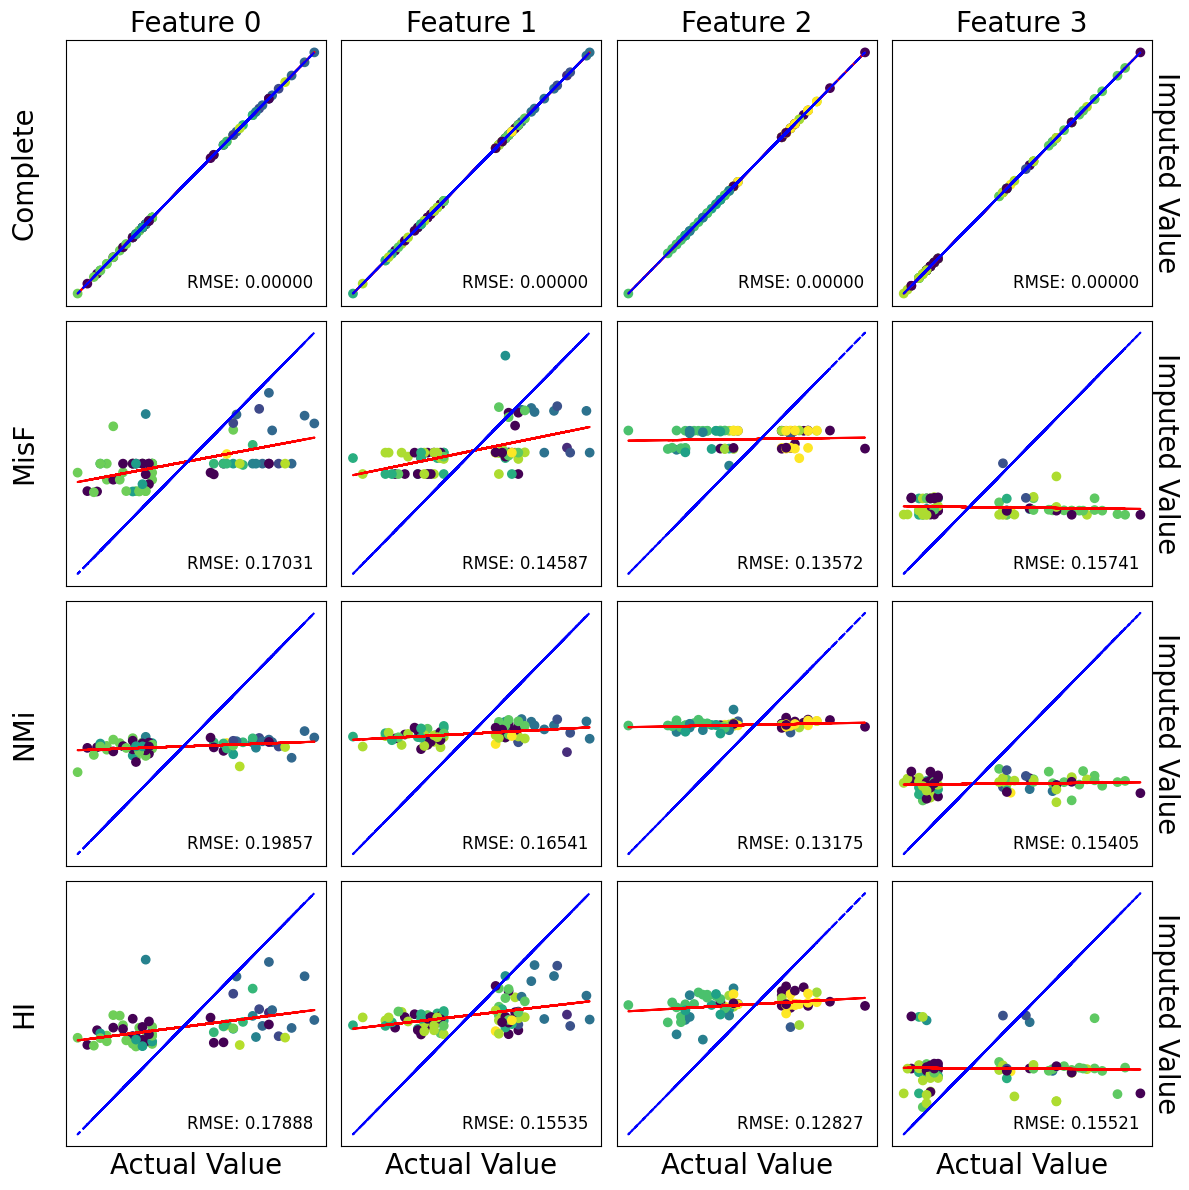 Feature 0 Feature 1 Feature 2 Feature 3
Complete
RMSE: 0.00000 RMSE: 0.00000 RMSE: 0.00000 RMSE: 0.00000
Imputed Value
MisF
RMSE: 0.17031 RMSE: 0.14587 RMSE: 0.13572 RMSE: 0.15741
Imputed Value
NMi
RMSE: 0.19857 RMSE: 0.16541 RMSE: 0.13175 RMSE: 0.15405
Imputed Value
HI
RMSE: 0.17888 RMSE: 0.15535 RMSE: 0.12827 RMSE: 0.15521
Imputed Value
Actual Value Actual Value Actual Value Actual Value